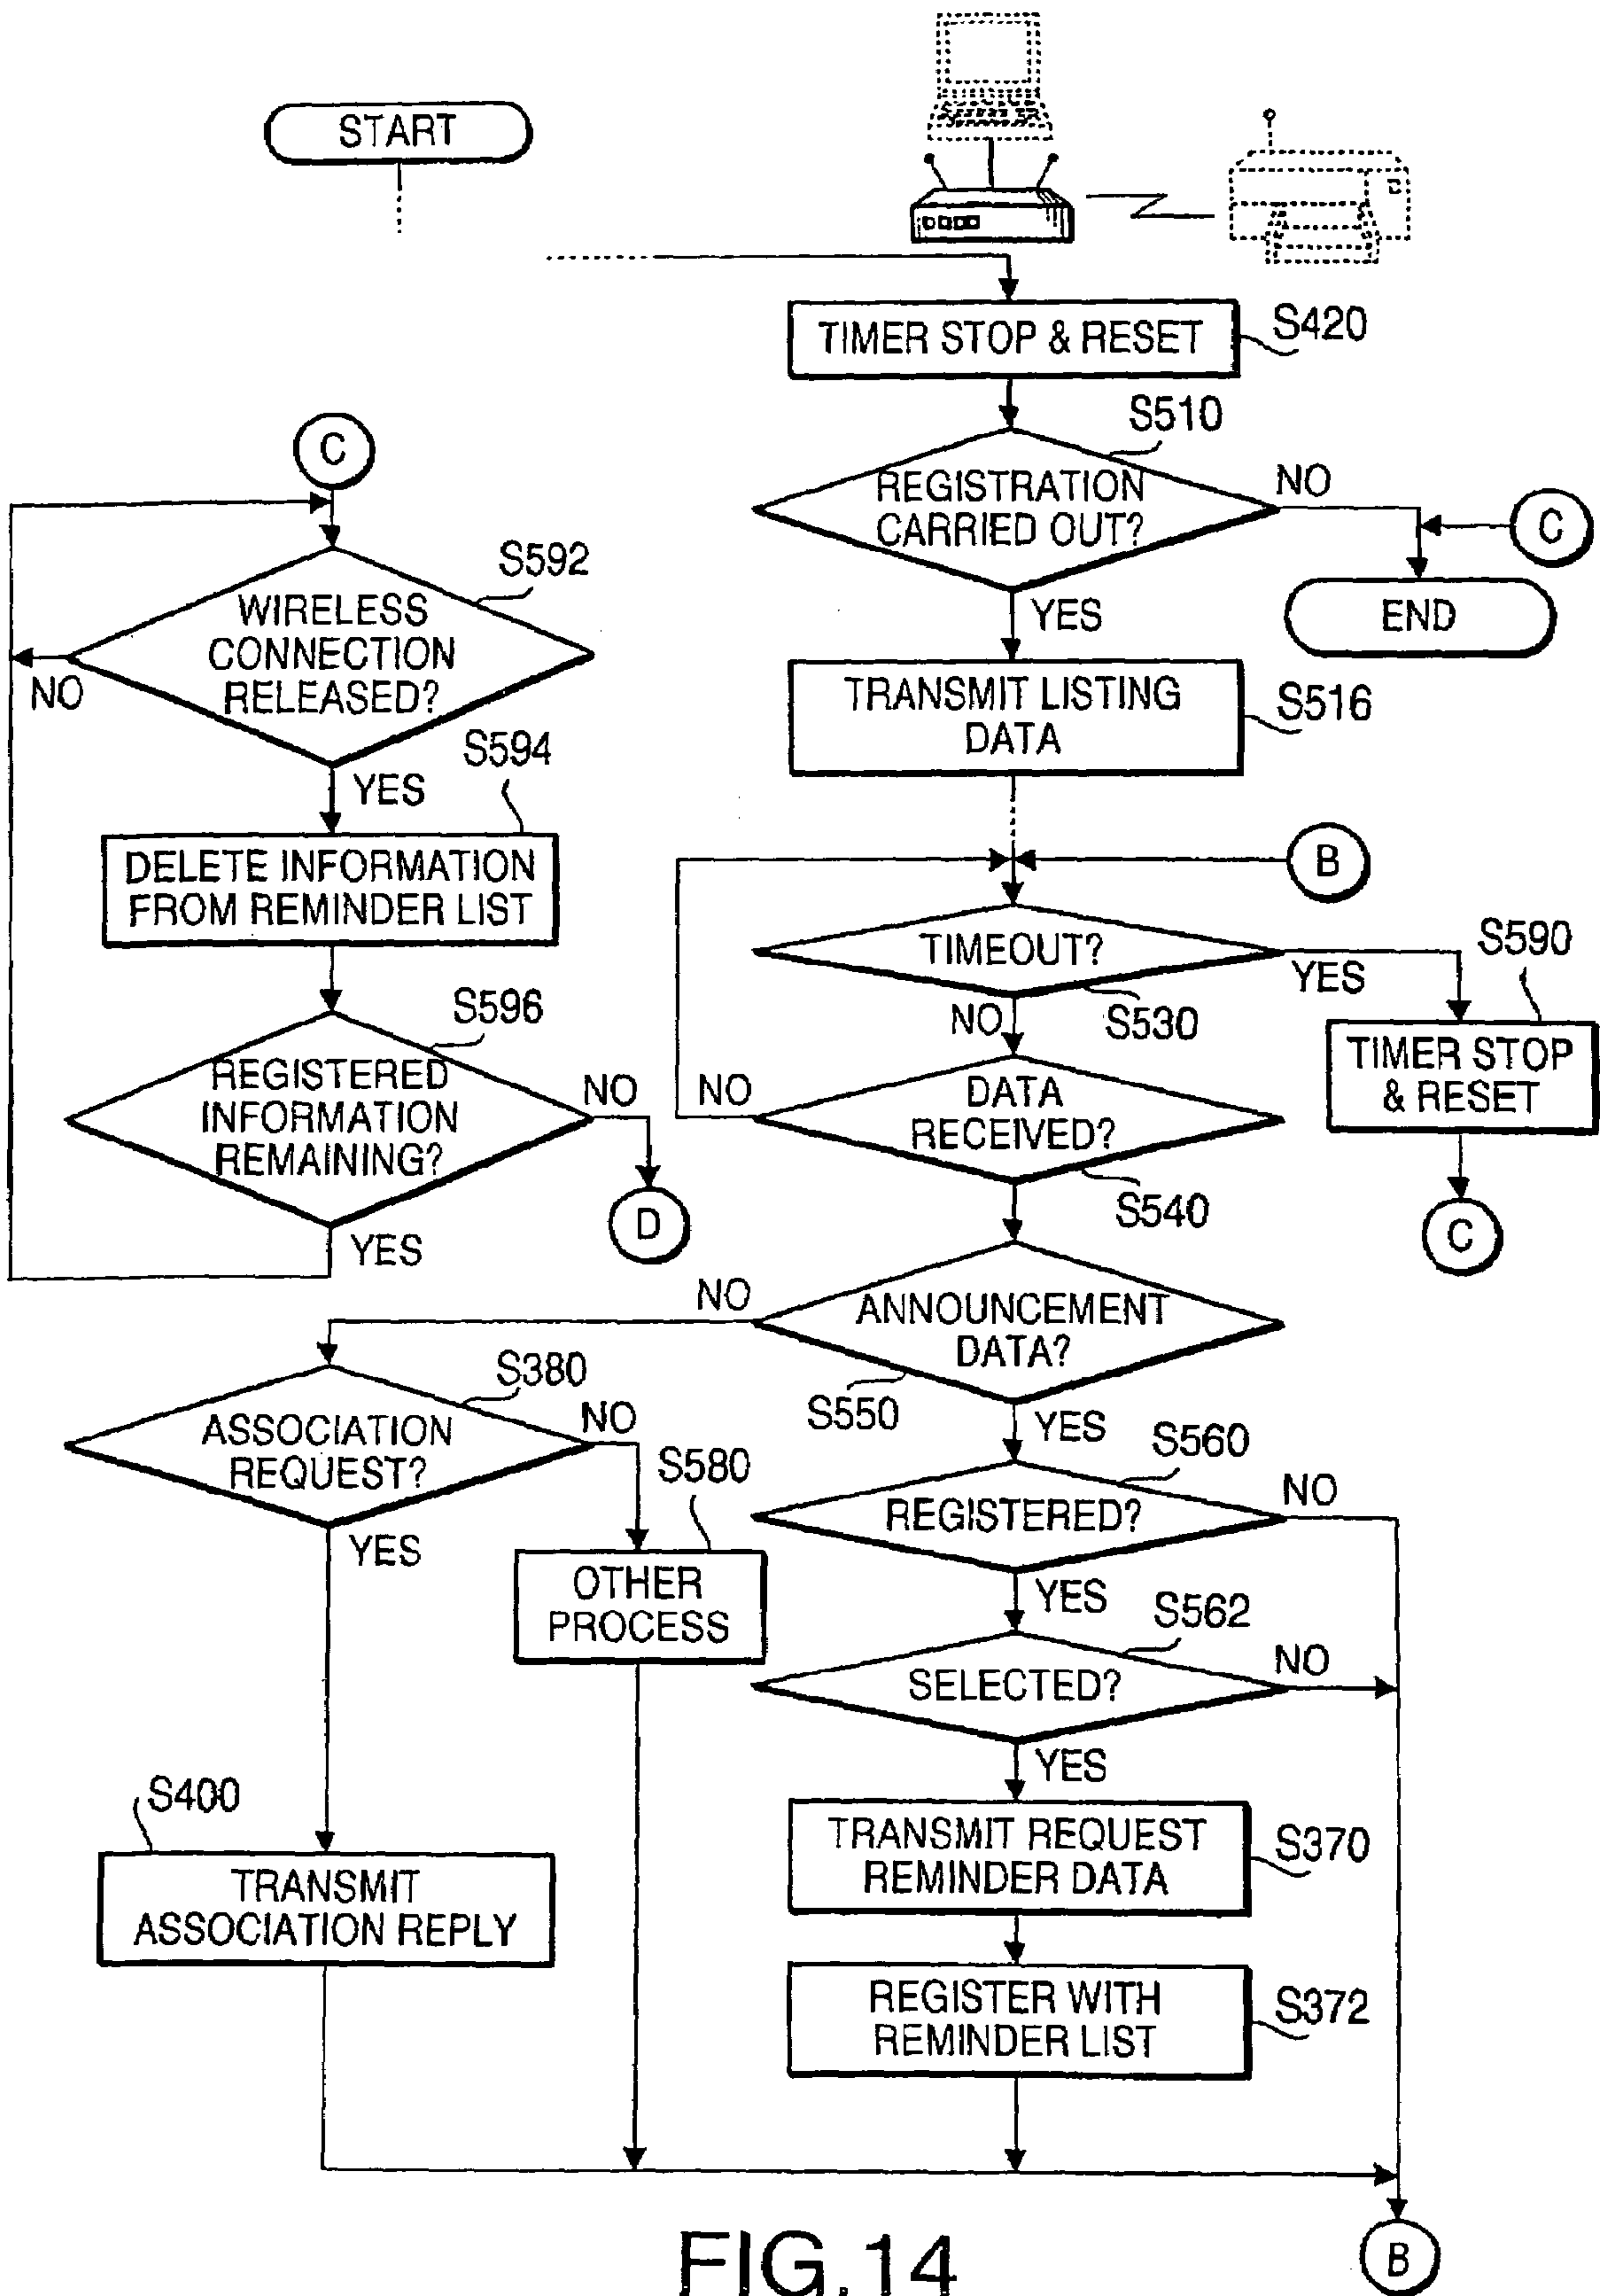 START
TIMER STOP & RESET
S420
S510
REGISTRATION
CARRIED OUT?
NO
C
END
YES
TRANSMIT LISTING
DATA
S516
B
TIMEOUT?
YES
S590
S530
NO
TIMER STOP
& RESET
C
DATA
RECEIVED?
NO
S540
ANNOUNCEMENT
DATA?
NO
S550
YES
S560
REGISTERED?
NO
YES
S562
SELECTED?
NO
YES
TRANSMIT REQUEST
REMINDER DATA
S370
REGISTER WITH
REMINDER LIST
S372
B
C
S592
WIRELESS
CONNECTION
RELEASED?
NO
YES
S594
DELETE INFORMATION
FROM REMINDER LIST
S596
REGISTERED
INFORMATION
REMAINING?
NO
D
YES
S380
ASSOCIATION
REQUEST?
NO
S580
YES
OTHER
PROCESS
S400
TRANSMIT
ASSOCIATION REPLY
FIG.14